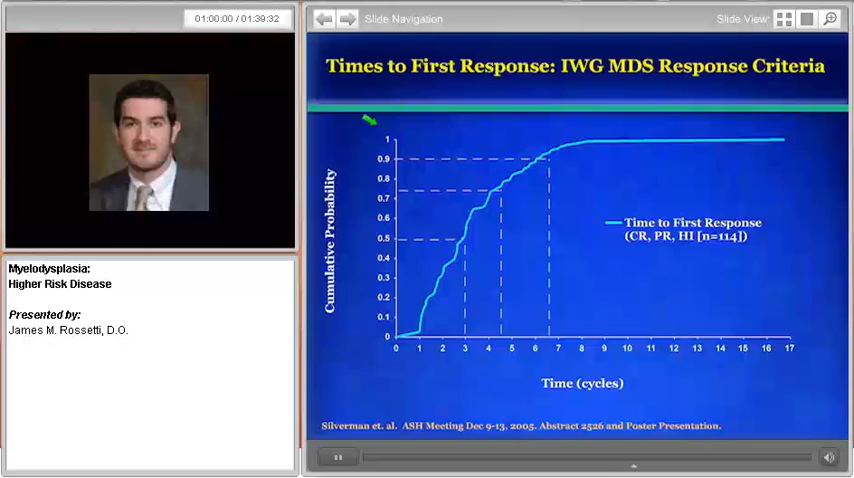 01:00:00 / 01:39:32
Slide Navigation
Slide View:
Times to First Response: IWG MDS Response Criteria
Cumulative Probability
1
0.9
0.8
0.7
0.6
0.5
0.4
0.3
0.2
0.1
0
0 1 2 3 4 5 6 7 8 9 10 11 12 13 14 15 16 17
Time to First Response
(CR, PR, HI [n=114])
Time (cycles)
Silverman et. al. ASH Meeting Dec 9-13, 2005. Abstract 2526 and Poster Presentation.
Myelodysplasia:
Higher Risk Disease
Presented by:
James M. Rossetti, D.O.